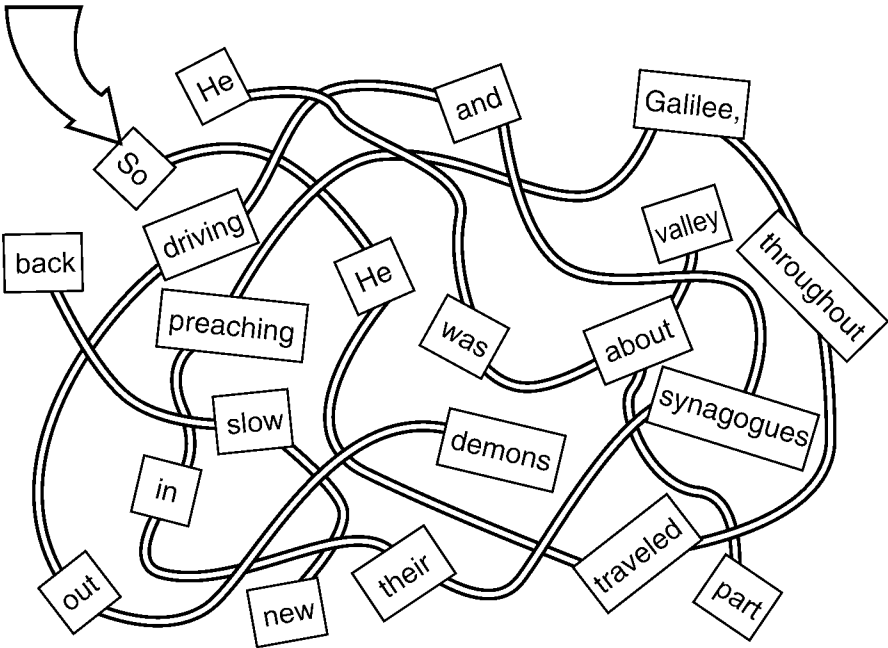 He
and
Galilee,
So
driving
valley
back
He
throughout
preaching
was
about
slow
synagogues
demons
in
traveled
out
their
new
part